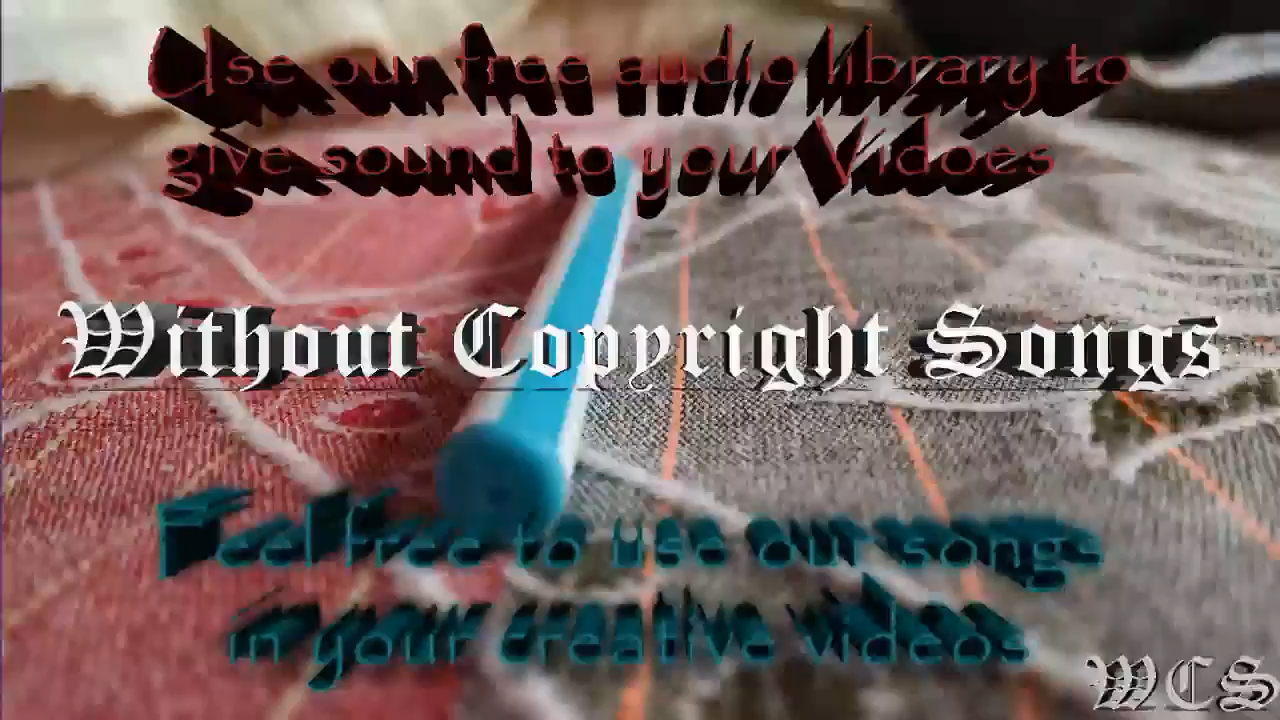 Use our free audio library to
give sound to your Vidoes
Without Copyright Songs
Feel free to use our songs
in your creative videos
WCS